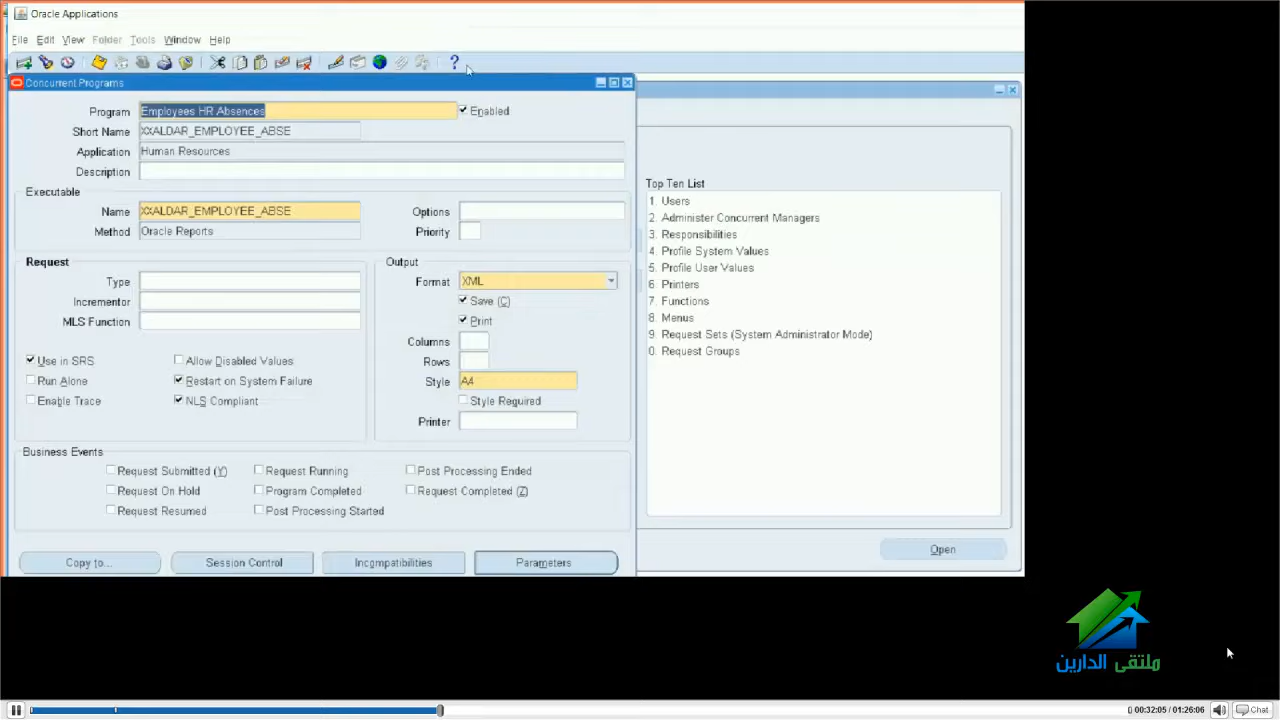 Oracle Applications
File Edit View Folder Tools Window Help
Concurrent Programs
Program Employees HR Absences Enabled
Short Name XXALDAR_EMPLOYEE_ABSE
Application Human Resources
Description
Executable
Name XXALDAR_EMPLOYEE_ABSE Options
Method Oracle Reports Priority
Request Output
Type Format XML
Incrementor Save (C)
MLS Function Print
Columns
Use in SRS Allow Disabled Values Rows
Run Alone Restart on System Failure Style A4
Enable Trace NLS Compliant Style Required
Printer
Business Events
Request Submitted (Y) Request Running Post Processing Ended
Request On Hold Program Completed Request Completed (Z)
Request Resumed Post Processing Started
Copy to... Session Control Incompatibilities Parameters
Top Ten List
1. Users
2. Administer Concurrent Managers
3. Responsibilities
4. Profile System Values
5. Profile User Values
6. Printers
7. Functions
8. Menus
9. Request Sets (System Administrator Mode)
0. Request Groups
Open
ملتقى الدارين
00:32:05 / 01:26:06 Chat